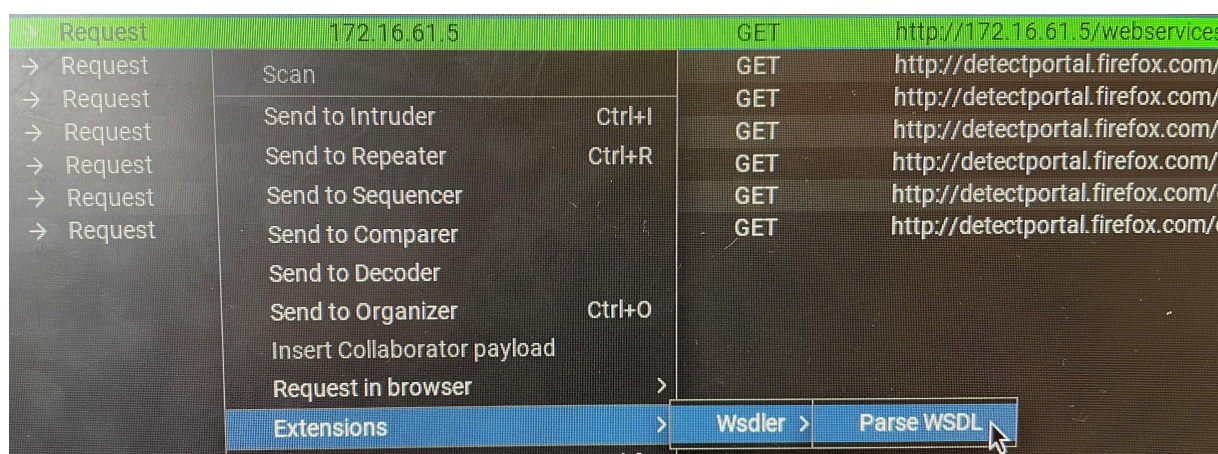 Request 172.16.61.5 GET http://172.16.61.5/webservices
→ Request GET http://detectportal.firefox.com/
→ Request GET http://detectportal.firefox.com/
→ Request GET http://detectportal.firefox.com/
→ Request GET http://detectportal.firefox.com/
→ Request GET http://detectportal.firefox.com/
→ Request GET http://detectportal.firefox.com/
Scan
Send to Intruder Ctrl+I
Send to Repeater Ctrl+R
Send to Sequencer
Send to Comparer
Send to Decoder
Send to Organizer Ctrl+O
Insert Collaborator payload
Request in browser >
Extensions > Wsdler > Parse WSDL